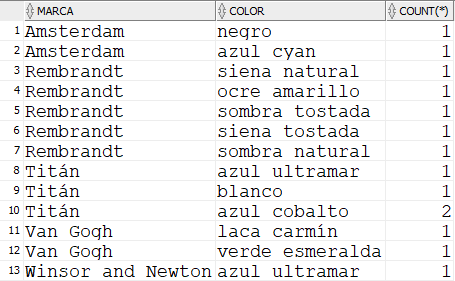 MARCA COLOR COUNT(*)
1 Amsterdam negro 1
2 Amsterdam azul cyan 1
3 Rembrandt siena natural 1
4 Rembrandt ocre amarillo 1
5 Rembrandt sombra tostada 1
6 Rembrandt siena tostada 1
7 Rembrandt sombra natural 1
8 Titán azul ultramar 1
9 Titán blanco 1
10 Titán azul cobalto 2
11 Van Gogh laca carmín 1
12 Van Gogh verde esmeralda 1
13 Winsor and Newton azul ultramar 1